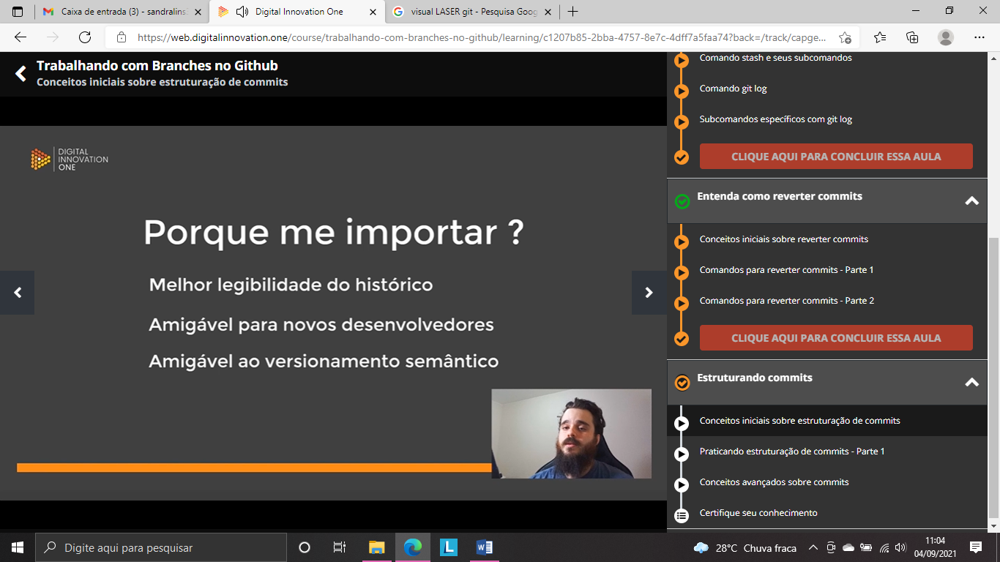 Caixa de entrada (3) - sandralins
Digital Innovation One
visual LASER git - Pesquisa Goog
https://web.digitalinnovation.one/course/trabalhando-com-branches-no-github/learning/c1207b85-2bba-4757-8e7c-4dff7a5faa74?back=/track/capge...
Trabalhando com Branches no Github
Conceitos iniciais sobre estruturação de commits
DIGITAL
INNOVATION
ONE
Porque me importar ?
Melhor legibilidade do histórico
Amigável para novos desenvolvedores
Amigável ao versionamento semântico
Comando stash e seus subcomandos
Comando git log
Subcomandos específicos com git log
CLIQUE AQUI PARA CONCLUIR ESSA AULA
Entenda como reverter commits
Conceitos iniciais sobre reverter commits
Comandos para reverter commits - Parte 1
Comandos para reverter commits - Parte 2
CLIQUE AQUI PARA CONCLUIR ESSA AULA
Estruturando commits
Conceitos iniciais sobre estruturação de commits
Praticando estruturação de commits - Parte 1
Conceitos avançados sobre commits
Certifique seu conhecimento
Digite aqui para pesquisar
L
28°C Chuva fraca
11:04
04/09/2021